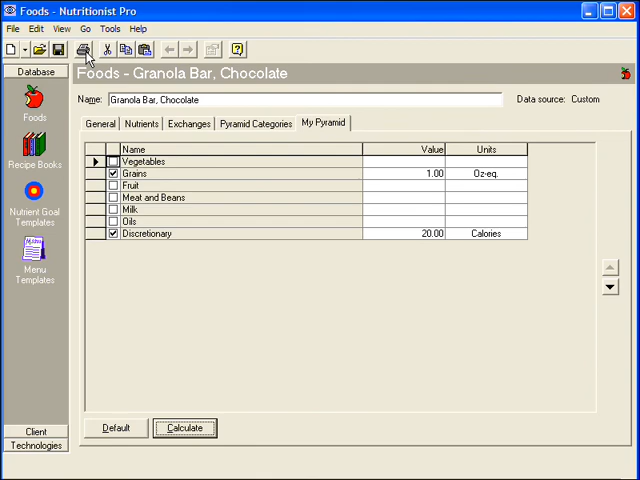 Foods - Nutritionist Pro
File Edit View Go Tools Help
Database
Foods - Granola Bar, Chocolate
Name: Granola Bar, Chocolate Data source: Custom
General Nutrients Exchanges Pyramid Categories My Pyramid
Name Value Units
Vegetables
Grains 1.00 Oz-eq.
Fruit
Meat and Beans
Milk
Oils
Discretionary 20.00 Calories
Foods
Recipe Books
Nutrient Goal
Templates
Menu
Templates
Default Calculate
Client
Technologies